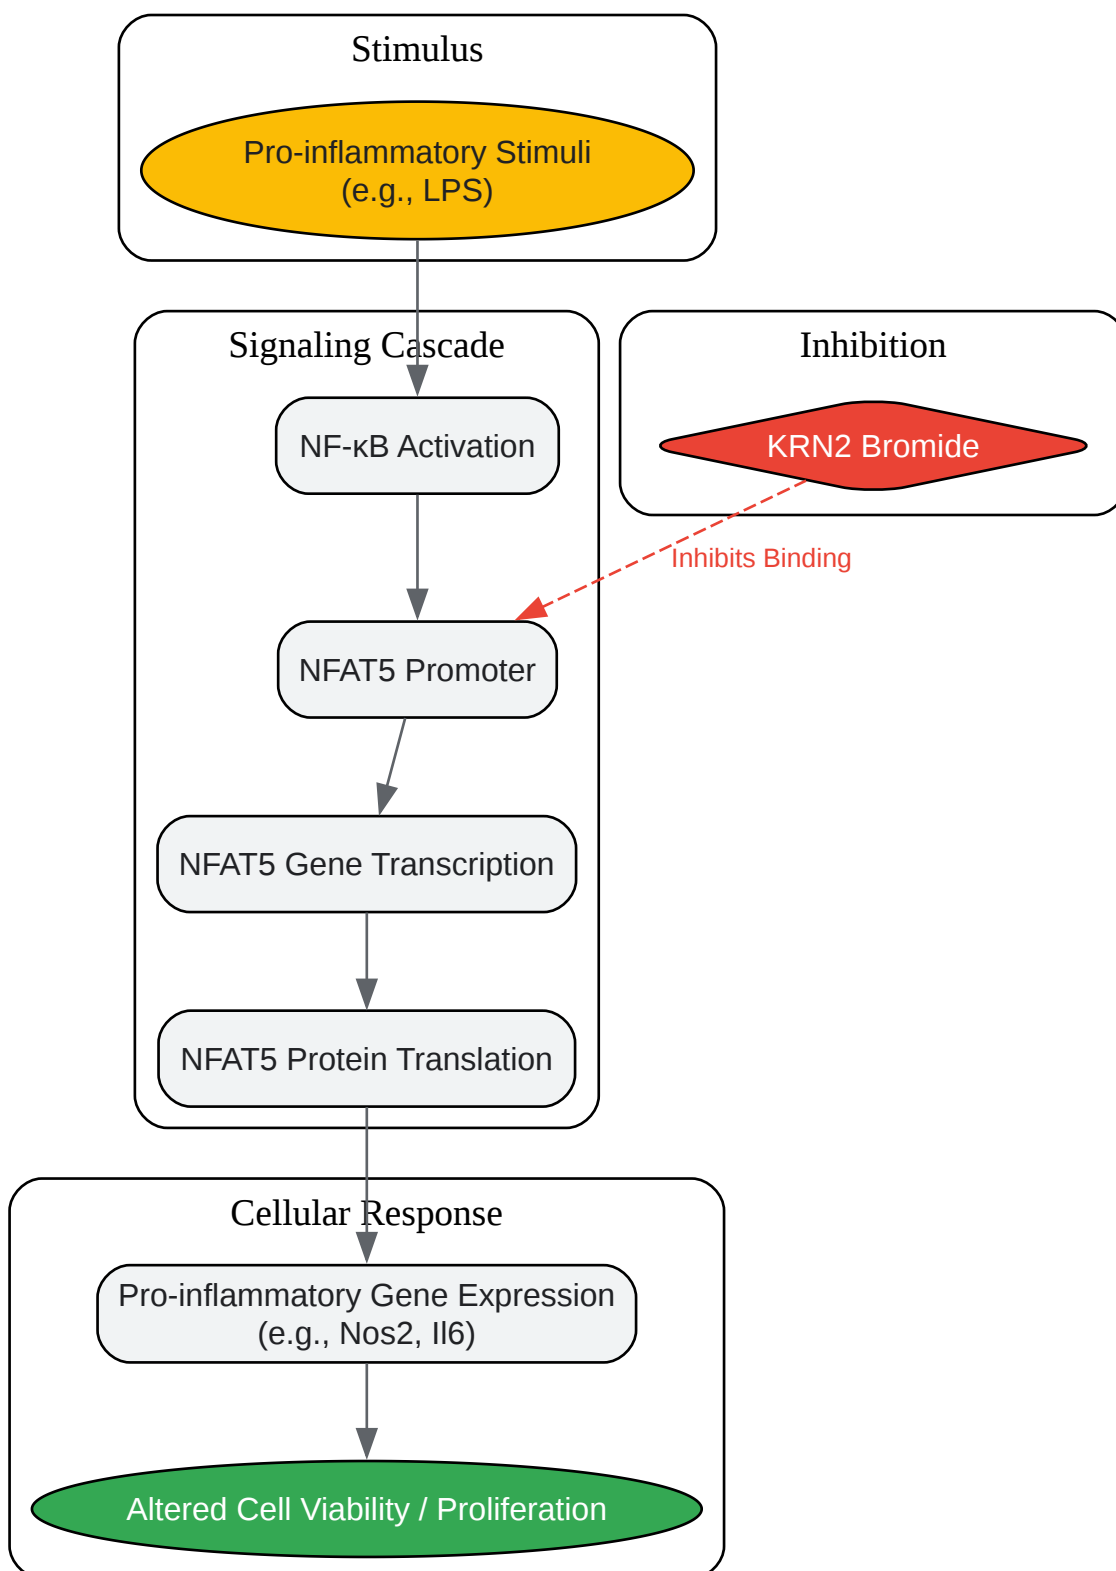 Stimulus
Pro-inflammatory Stimuli
(e.g., LPS)
Signaling Cascade
Inhibition
NF-κB Activation
KRN2 Bromide
Inhibits Binding
NFAT5 Promoter
NFAT5 Gene Transcription
NFAT5 Protein Translation
Cellular Response
Pro-inflammatory Gene Expression
(e.g., Nos2, Il6)
Altered Cell Viability / Proliferation